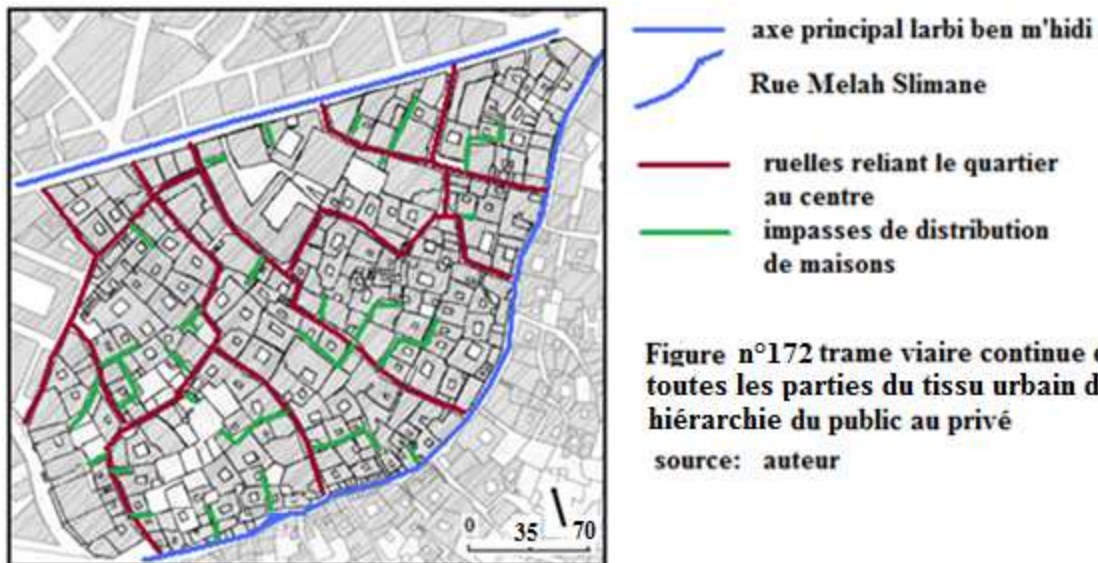 axe principal larbi ben m'hidi
Rue Melah Slimane
ruelles reliant le quartier
au centre
impasses de distribution
de maisons
Figure n°172 trame viaire continue
toutes les parties du tissu urbain
hiérarchie du public au privé
source: auteur
0 35 70